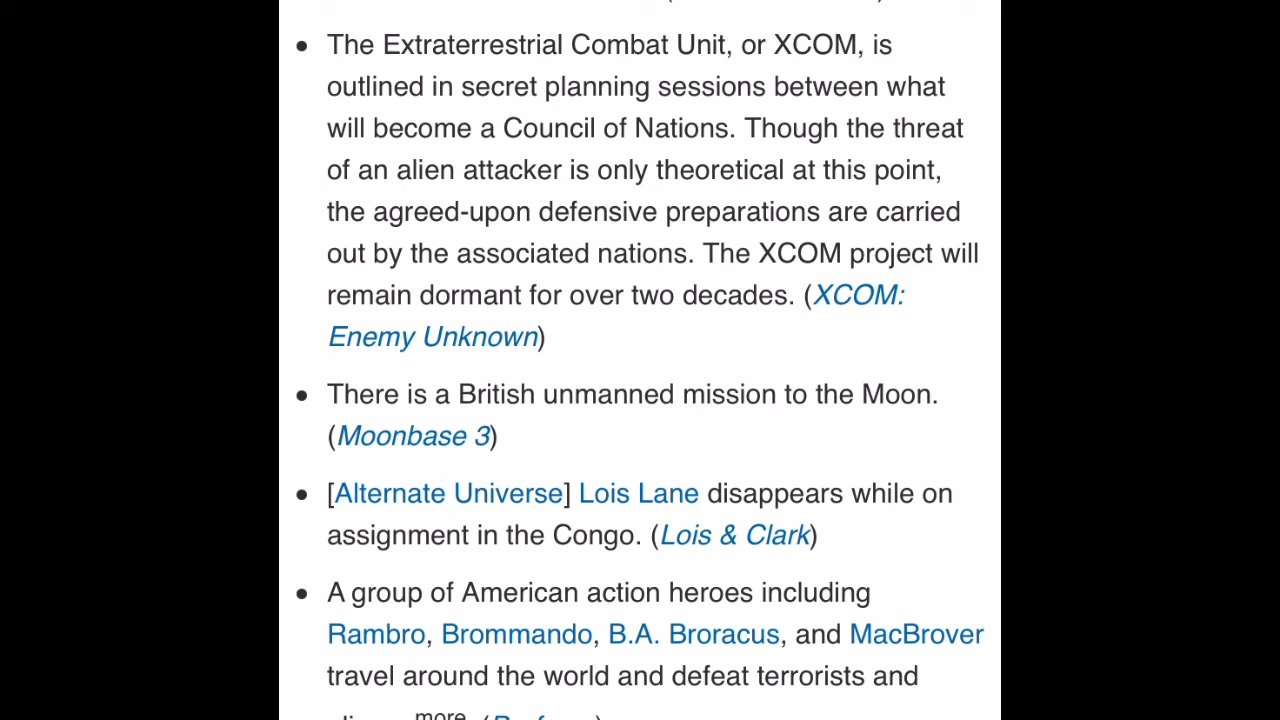 The Extraterrestrial Combat Unit, or XCOM, is
outlined in secret planning sessions between what
will become a Council of Nations. Though the threat
of an alien attacker is only theoretical at this point,
the agreed-upon defensive preparations are carried
out by the associated nations. The XCOM project will
remain dormant for over two decades. (XCOM:
Enemy Unknown)
There is a British unmanned mission to the Moon.
(Moonbase 3)
[Alternate Universe] Lois Lane disappears while on
assignment in the Congo. (Lois & Clark)
A group of American action heroes including
Rambro, Brommando, B.A. Broracus, and MacBrover
travel around the world and defeat terrorists and
more